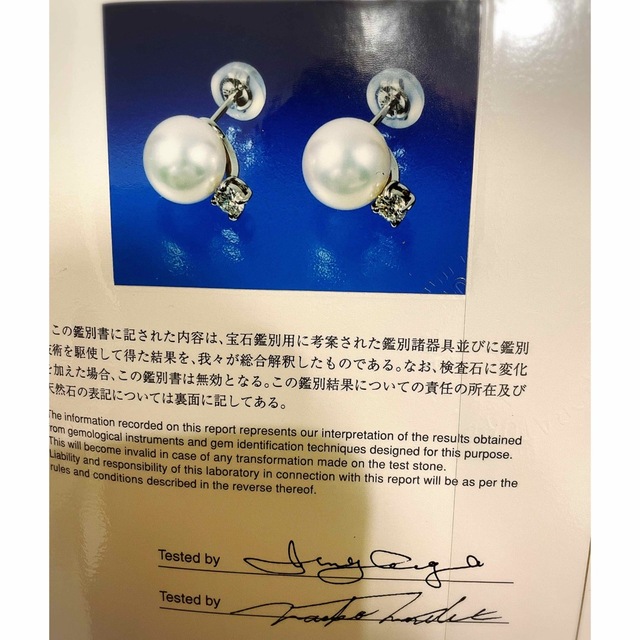 この鑑別書に記された内容は、宝石鑑別用に考案された鑑別諸器具並びに鑑別
技術を駆使して得た結果を、我々が総合解釈したものである。なお、検査石に変化
を加えた場合、この鑑別書は無効となる。この鑑別結果についての責任の所在及び
天然石の表記については裏面に記してある。
The information recorded on this report represents our interpretation of the results obtained
from gemological instruments and gem identification techniques designed for this purpose.
This will become invalid in case of any transformation made on the test stone.
Liability and responsibility of this laboratory in connection with this report will be as per the
rules and conditions described in the reverse thereof.
Tested by
Tested by